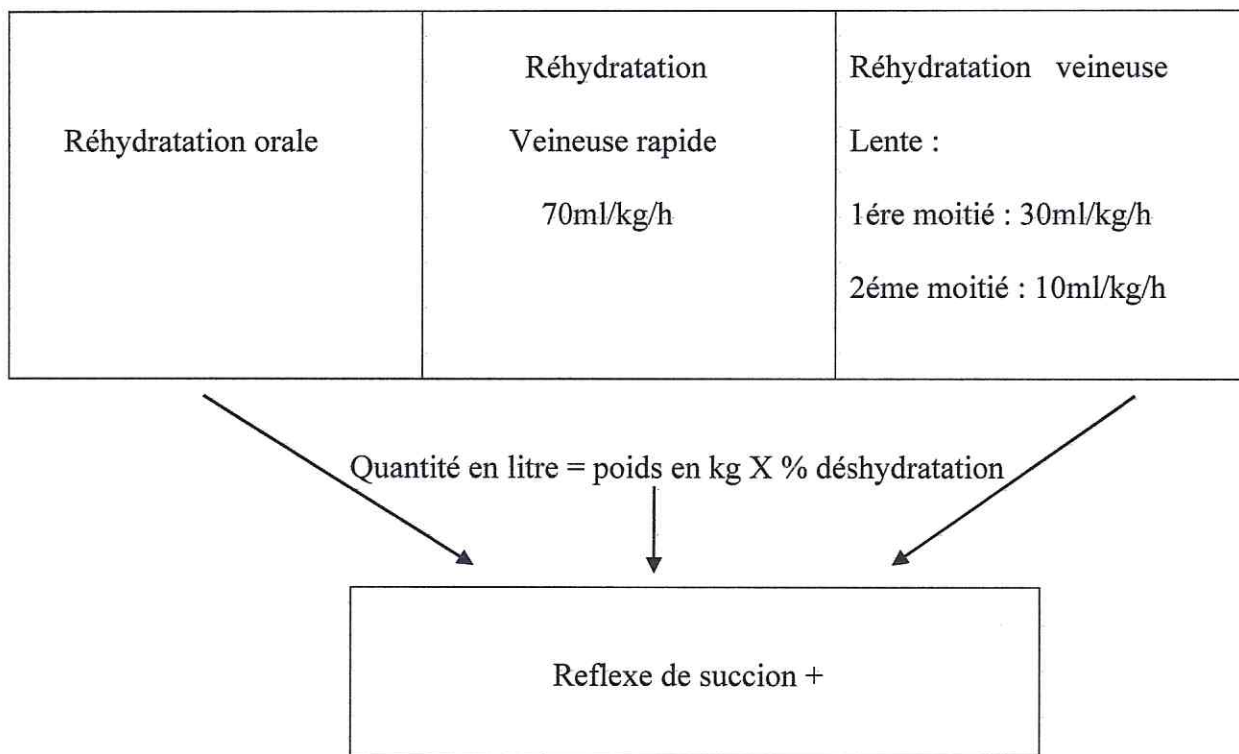 Réhydratation orale
Réhydratation
Veineuse rapide
70ml/kg/h
Réhydratation veineuse
Lente :
1ére moitié : 30ml/kg/h
2éme moitié : 10ml/kg/h
Quantité en litre = poids en kg X % déshydratation
Reflexe de succion +